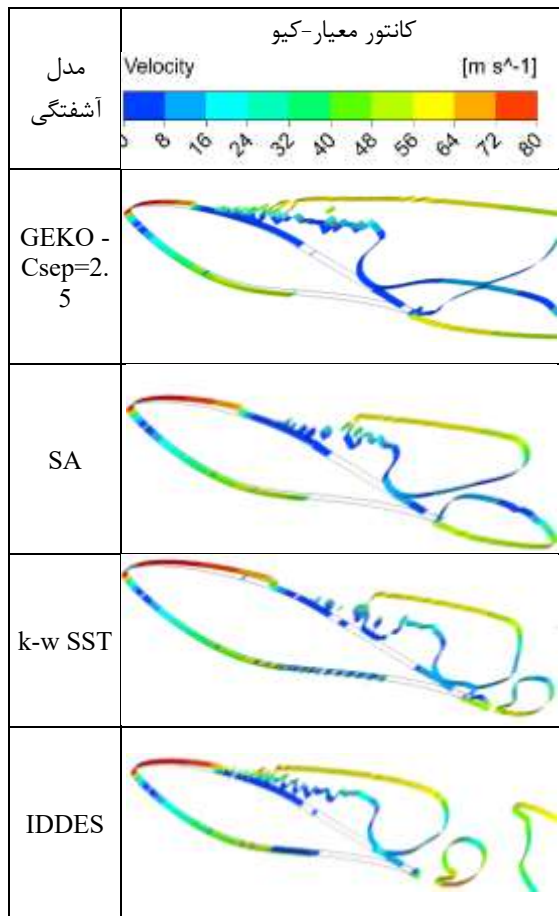 کانتور معیار-کیو
مدل
آشفتگی
Velocity [m s^-1]
0 8 16 24 32 40 48 56 64 72 80
GEKO -
Csep=2.
5
SA
k-w SST
IDDES